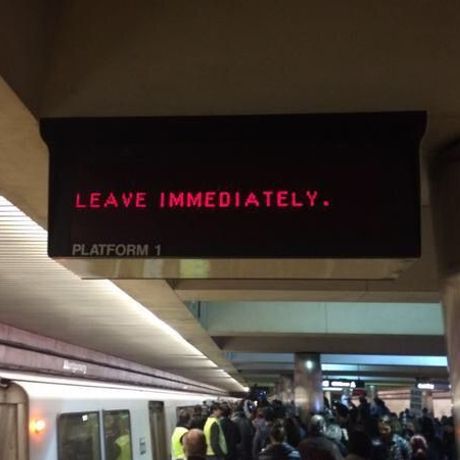 LEAVE IMMEDIATELY.
PLATFORM 1